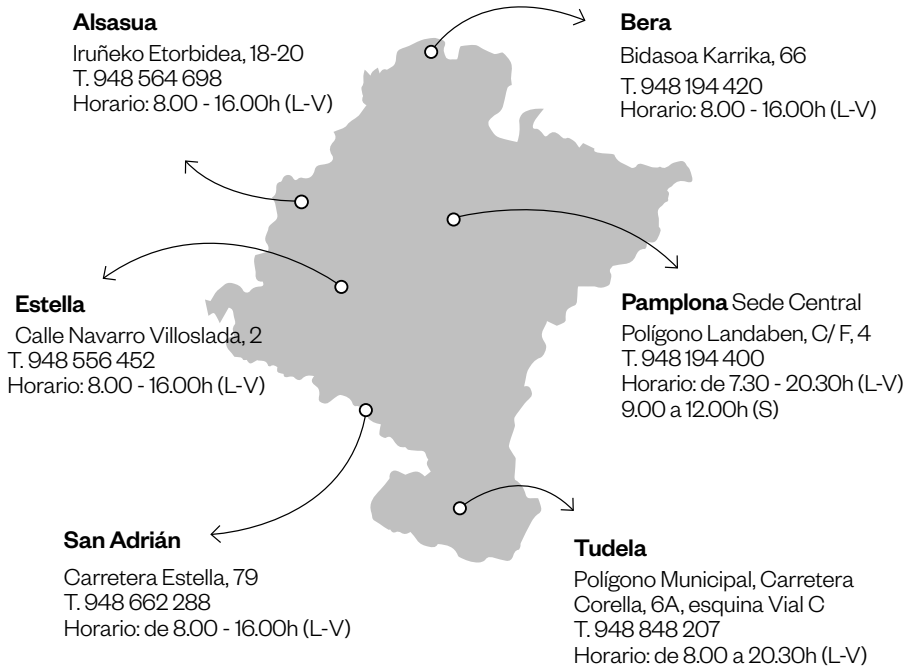 Alsasua
Iruñeko Etorbidea, 18-20
T. 948 564 698
Horario: 8.00 - 16.00h (L-V)
Bera
Bidasoa Karrika, 66
T. 948 194 420
Horario: 8.00 - 16.00h (L-V)
Estella
Calle Navarro Villoslada, 2
T. 948 556 452
Horario: 8.00 - 16.00h (L-V)
Pamplona Sede Central
Polígono Landaben, C/ F, 4
T. 948 194 400
Horario: de 7.30 - 20.30h (L-V)
9.00 a 12.00h (S)
San Adrián
Carretera Estella, 79
T. 948 662 288
Horario: de 8.00 - 16.00h (L-V)
Tudela
Polígono Municipal, Carretera
Corella, 6A, esquina Vial C
T. 948 848 207
Horario: de 8.00 a 20.30h (L-V)